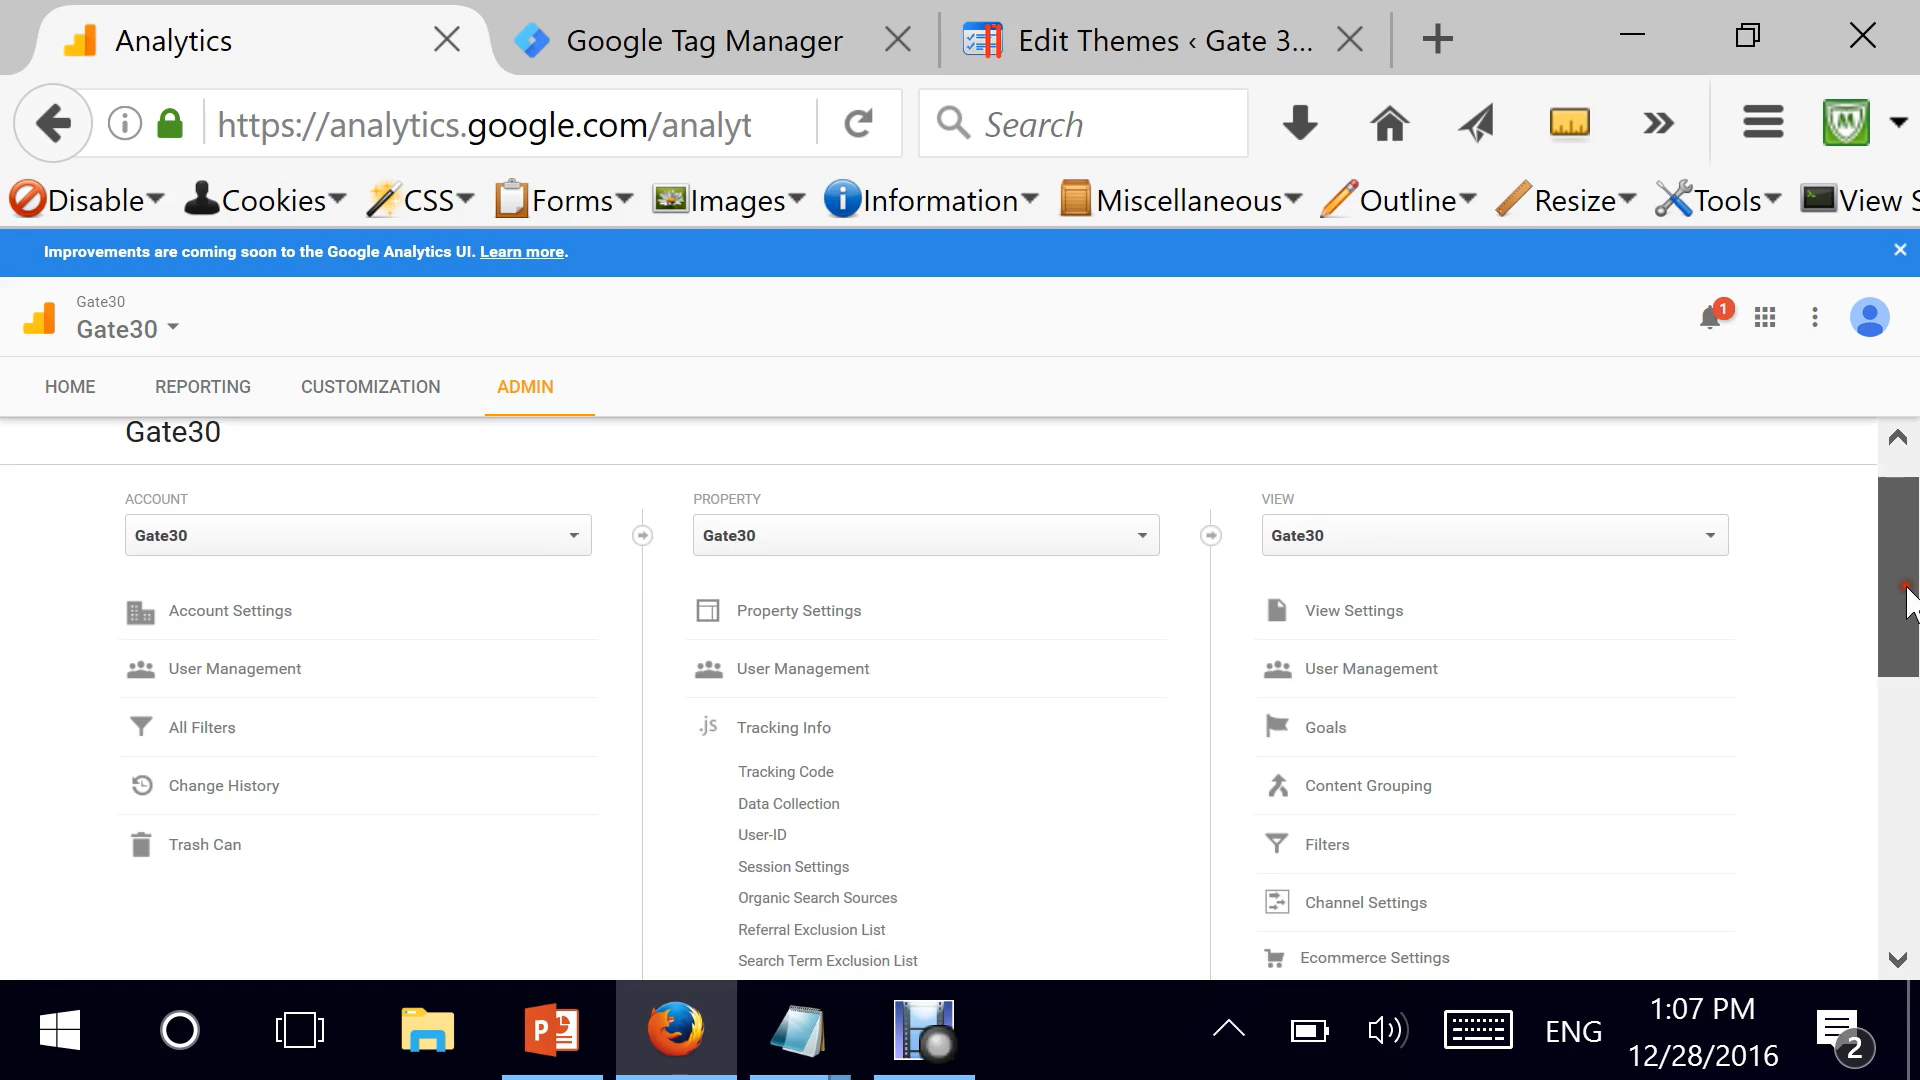 Analytics
Google Tag Manager
Edit Themes ‹ Gate 3...
https://analytics.google.com/analyt
Search
Disable
Cookies
CSS
Forms
Images
Information
Miscellaneous
Outline
Resize
Tools
View S
Improvements are coming soon to the Google Analytics UI. Learn more.
Gate30
Gate30
1
HOME
REPORTING
CUSTOMIZATION
ADMIN
Gate30
ACCOUNT
Gate30
Account Settings
User Management
All Filters
Change History
Trash Can
PROPERTY
Gate30
Property Settings
User Management
.js Tracking Info
Tracking Code
Data Collection
User-ID
Session Settings
Organic Search Sources
Referral Exclusion List
Search Term Exclusion List
VIEW
Gate30
View Settings
User Management
Goals
Content Grouping
Filters
Channel Settings
Ecommerce Settings
ENG
1:07 PM
12/28/2016
2